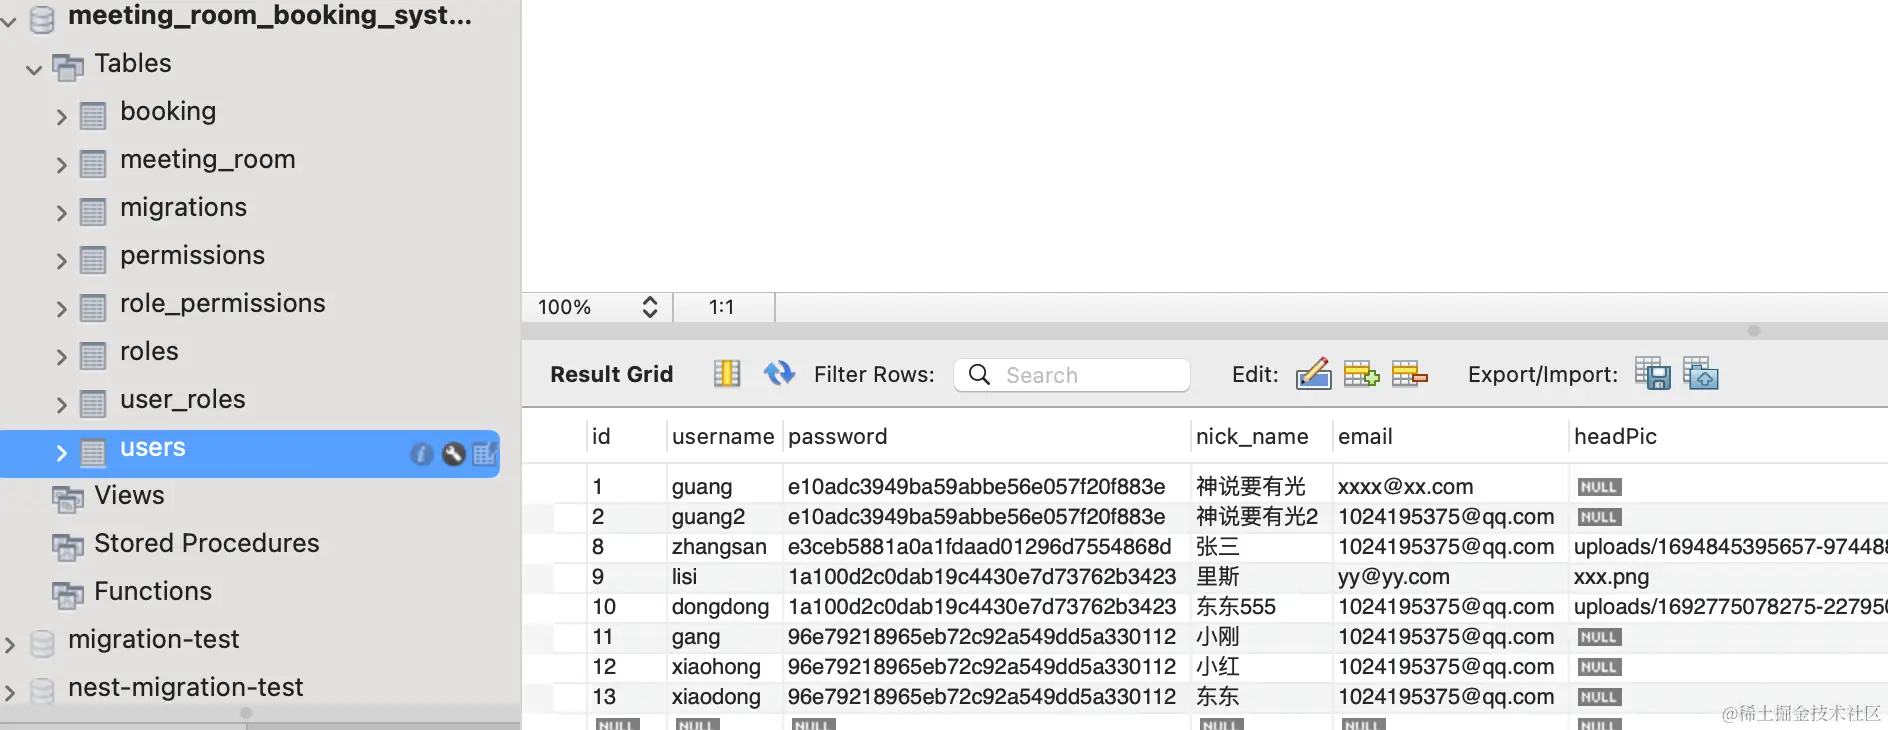 meeting_room_booking_syst...
Tables
booking
meeting_room
migrations
permissions
role_permissions
roles
user_roles
users
Views
Stored Procedures
Functions
migration-test
nest-migration-test
100% 1:1
Result Grid Filter Rows: Search Edit: Export/Import:
id username password nick_name email headPic
1 guang e10adc3949ba59abbe56e057f20f883e 神说要有光 xxxx@xx.com NULL
2 guang2 e10adc3949ba59abbe56e057f20f883e 神说要有光2 1024195375@qq.com NULL
8 zhangsan e3ceb5881a0a1fdaad01296d7554868d 张三 1024195375@qq.com uploads/1694845395657-974488
9 lisi 1a100d2c0dab19c4430e7d73762b3423 里斯 yy@yy.com xxx.png
10 dongdong 1a100d2c0dab19c4430e7d73762b3423 东东555 1024195375@qq.com uploads/1692775078275-227950
11 gang 96e79218965eb72c92a549dd5a330112 小刚 1024195375@qq.com NULL
12 xiaohong 96e79218965eb72c92a549dd5a330112 小红 1024195375@qq.com NULL
13 xiaodong 96e79218965eb72c92a549dd5a330112 东东 1024195375@qq.com NULL
NULL NULL NULL NULL NULL NULL
@稀土掘金技术社区